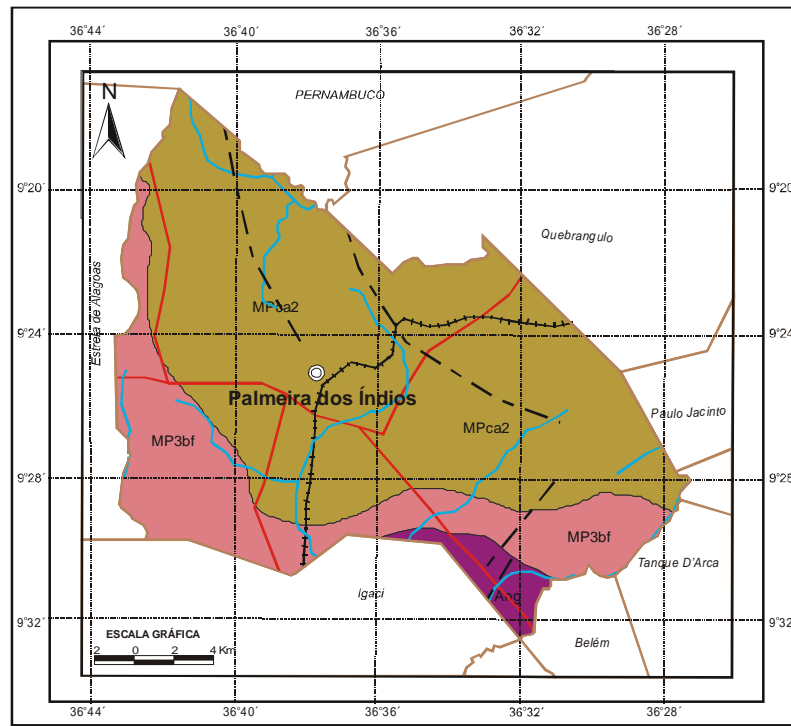 36°44´ 36°40´ 36°36´ 36°32´ 36°28´
PERNAMBUCO
N
9°20´ 9°20´
Quebrangulo
Estrela de Alagoas
MPca2
9°24´ 9°24´
Palmeira dos Índios
Paulo Jacinto
MPca2
MP3bf
9°28´ 9°28´
MP3bf
Tanque D'Arca
Igaci
Ang
9°32´ 9°32´
ESCALA GRÁFICA
Belém
2 0 2 4 Km
36°44´ 36°40´ 36°36´ 36°32´ 36°28´